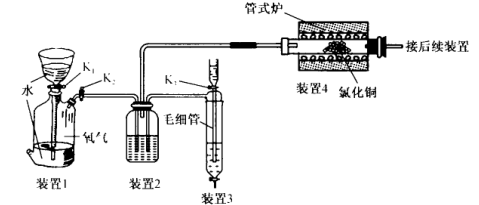 管式炉
接后续装置
氯化铜
装置4
K₁
K₂
水
氧气
装置1
装置2
K₃
毛细管
装置3